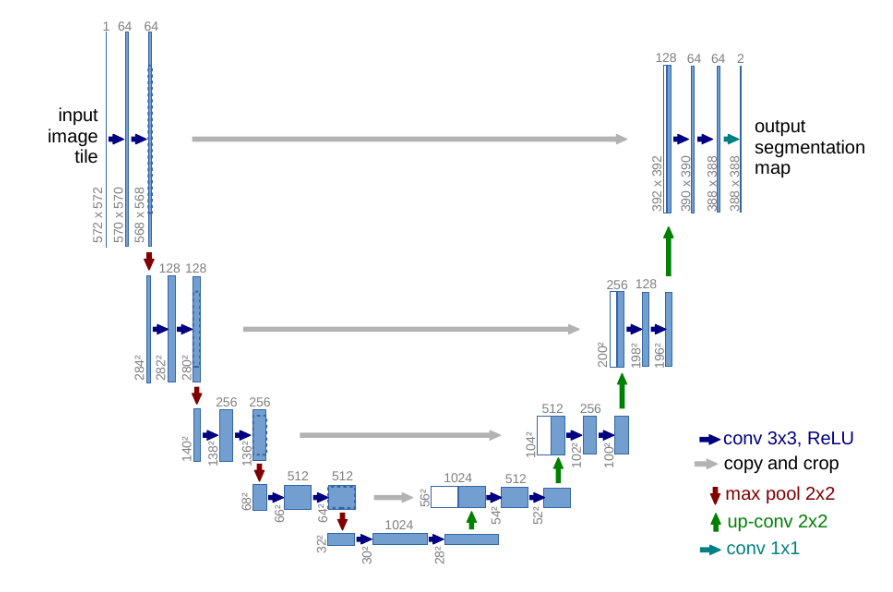 1 64 64
input
image
tile
572 x 572
570 x 570
568 x 568
128 64 64 2
output
segmentation
map
392 x 392
390 x 390
388 x 388
388 x 388
128 128
284²
282²
280²
256 128
200²
198²
196²
256 256
140²
138²
136²
512 256
104²
102²
100²
512 512
68²
66²
64²
1024 512
56²
54²
52²
1024
32²
30²
28²
conv 3x3, ReLU
copy and crop
max pool 2x2
up-conv 2x2
conv 1x1